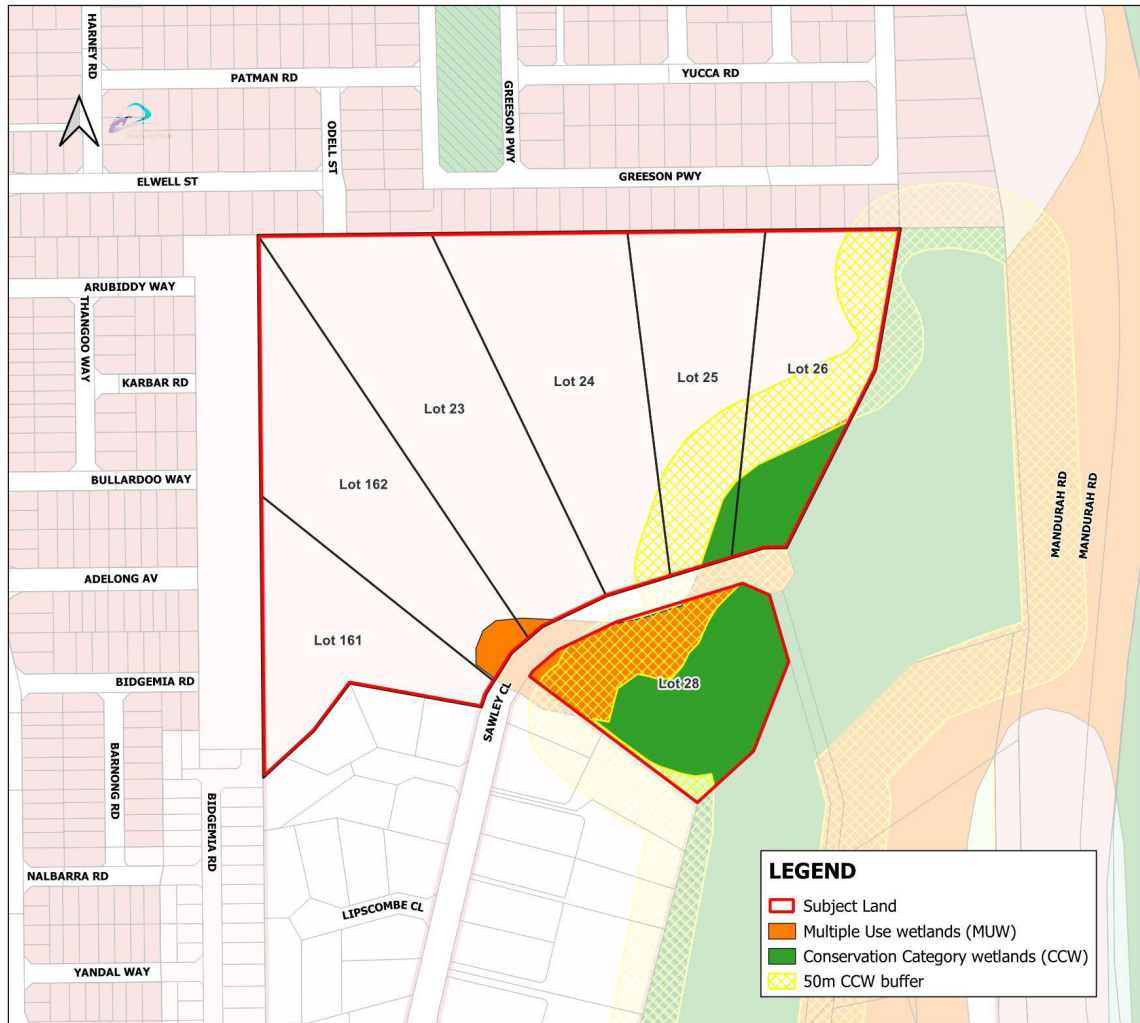 HARNEY RD
PATMAN RD
YUCCA RD
GREESON PWY
ODELL ST
ELWELL ST
GREESON PWY
ARUBIDDY WAY
THANGOO WAY
KARBAR RD
Lot 24
Lot 25
Lot 26
Lot 23
BULLARDOO WAY
Lot 162
MANDURAH RD
MANDURAH RD
ADELONG AV
Lot 161
BIDGEMIA RD
Lot 28
SAWLEY CL
BARNONG RD
BIDGEMIA RD
NALBARRA RD
LIPSCOMBE CL
YANDAL WAY
LEGEND
Subject Land
Multiple Use wetlands (MUW)
Conservation Category wetlands (CCW)
50m CCW buffer